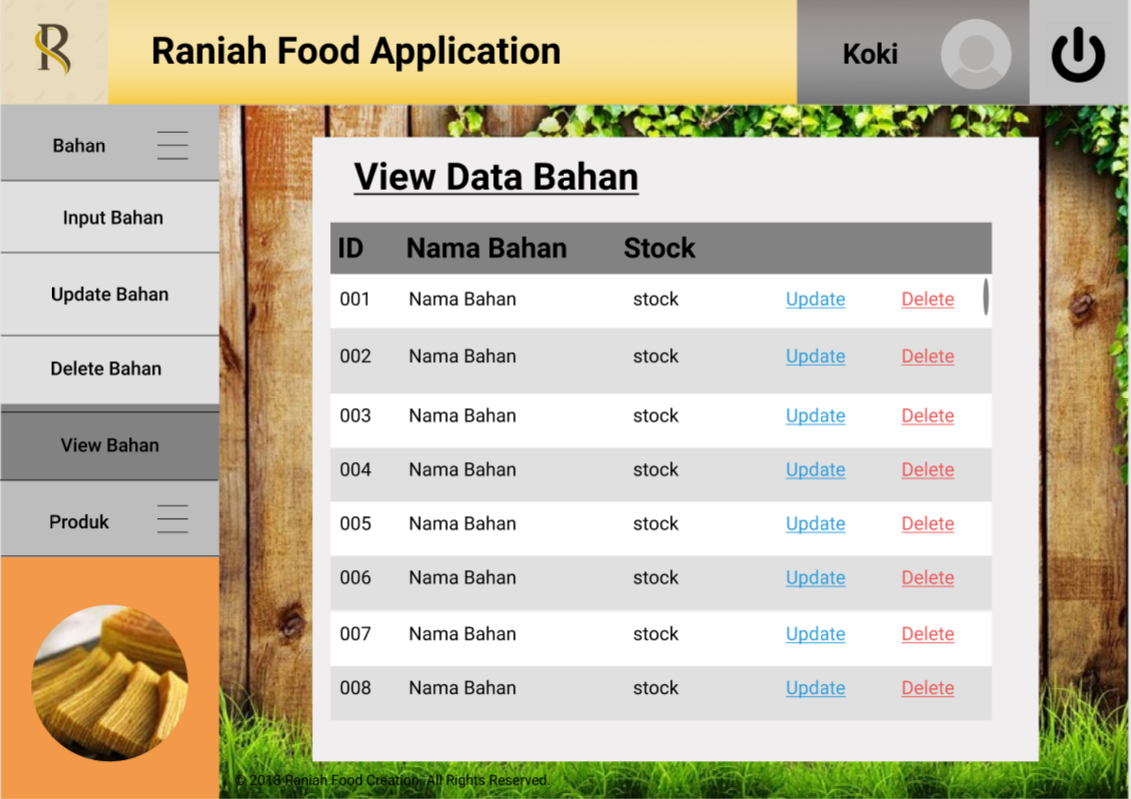 R
Raniah Food Application
Koki
Bahan
Input Bahan
Update Bahan
Delete Bahan
View Bahan
Produk
View Data Bahan
ID Nama Bahan Stock
001 Nama Bahan stock Update Delete
002 Nama Bahan stock Update Delete
003 Nama Bahan stock Update Delete
004 Nama Bahan stock Update Delete
005 Nama Bahan stock Update Delete
006 Nama Bahan stock Update Delete
007 Nama Bahan stock Update Delete
008 Nama Bahan stock Update Delete
© 2018 Raniah Food Creation. All Rights Reserved.